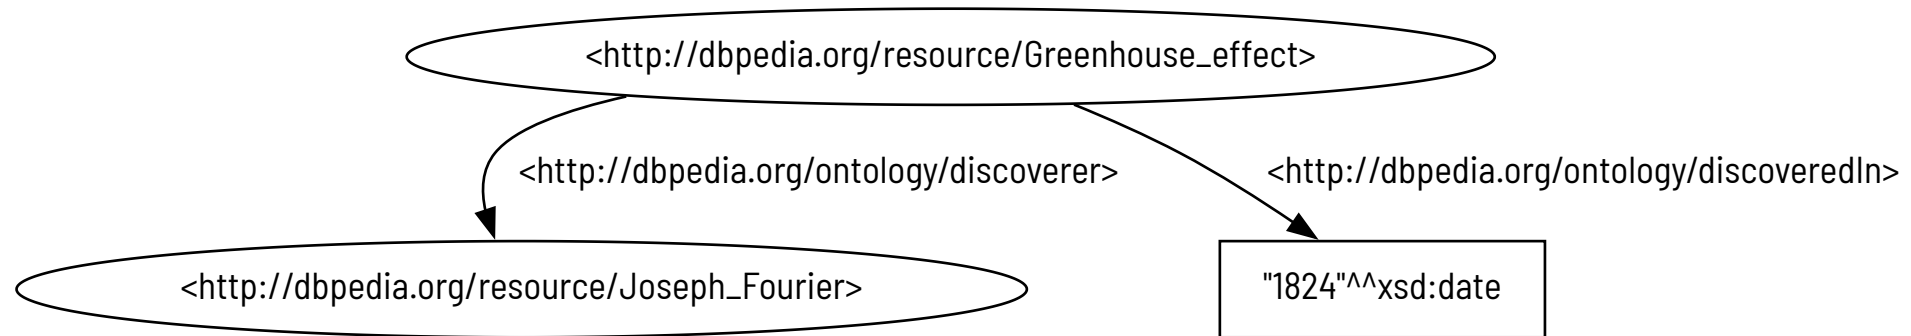 <http://dbpedia.org/resource/Greenhouse_effect>
<http://dbpedia.org/ontology/discoverer>
<http://dbpedia.org/ontology/discoveredIn>
<http://dbpedia.org/resource/Joseph_Fourier>
"1824"^^xsd:date